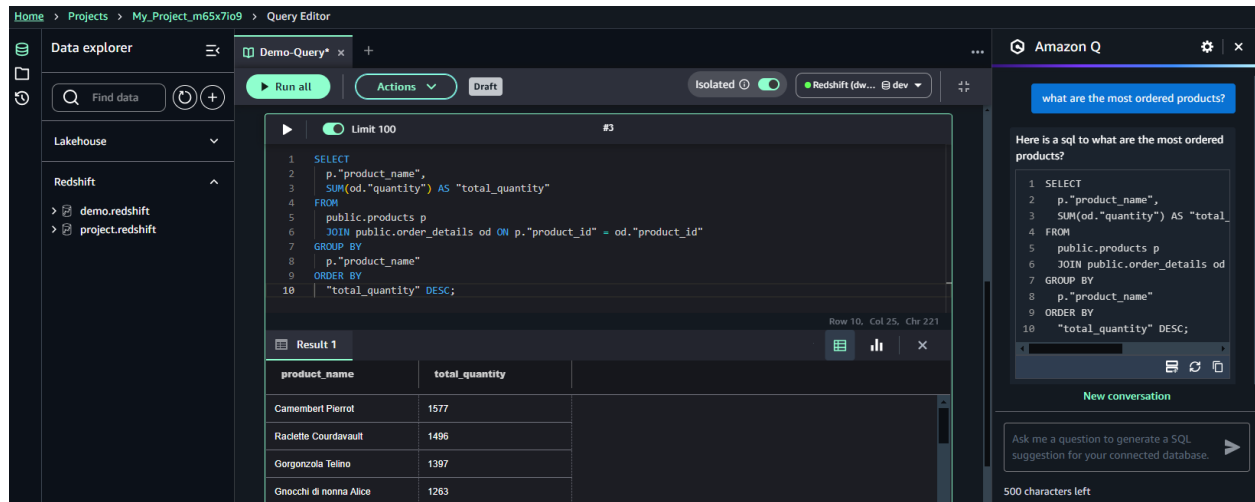 Home > Projects > My_Project_m65x7io9 > Query Editor
Data explorer
Find data
Lakehouse
Redshift
demo.redshift
project.redshift
Demo-Query*
Run all
Actions
Draft
Isolated
Redshift (dw... dev
Limit 100
#3
1 SELECT
2 p."product_name",
3 SUM(od."quantity") AS "total_quantity"
4 FROM
5 public.products p
6 JOIN public.order_details od ON p."product_id" = od."product_id"
7 GROUP BY
8 p."product_name"
9 ORDER BY
10 "total_quantity" DESC;
Row 10, Col 25, Chr 221
Result 1
product_name total_quantity
Camembert Pierrot 1577
Raclette Courdavault 1496
Gorgonzola Telino 1397
Gnocchi di nonna Alice 1263
Amazon Q
what are the most ordered products?
Here is a sql to what are the most ordered
products?
1 SELECT
2 p."product_name",
3 SUM(od."quantity") AS "total_
4 FROM
5 public.products p
6 JOIN public.order_details od
7 GROUP BY
8 p."product_name"
9 ORDER BY
10 "total_quantity" DESC;
New conversation
Ask me a question to generate a SQL
suggestion for your connected database.
500 characters left